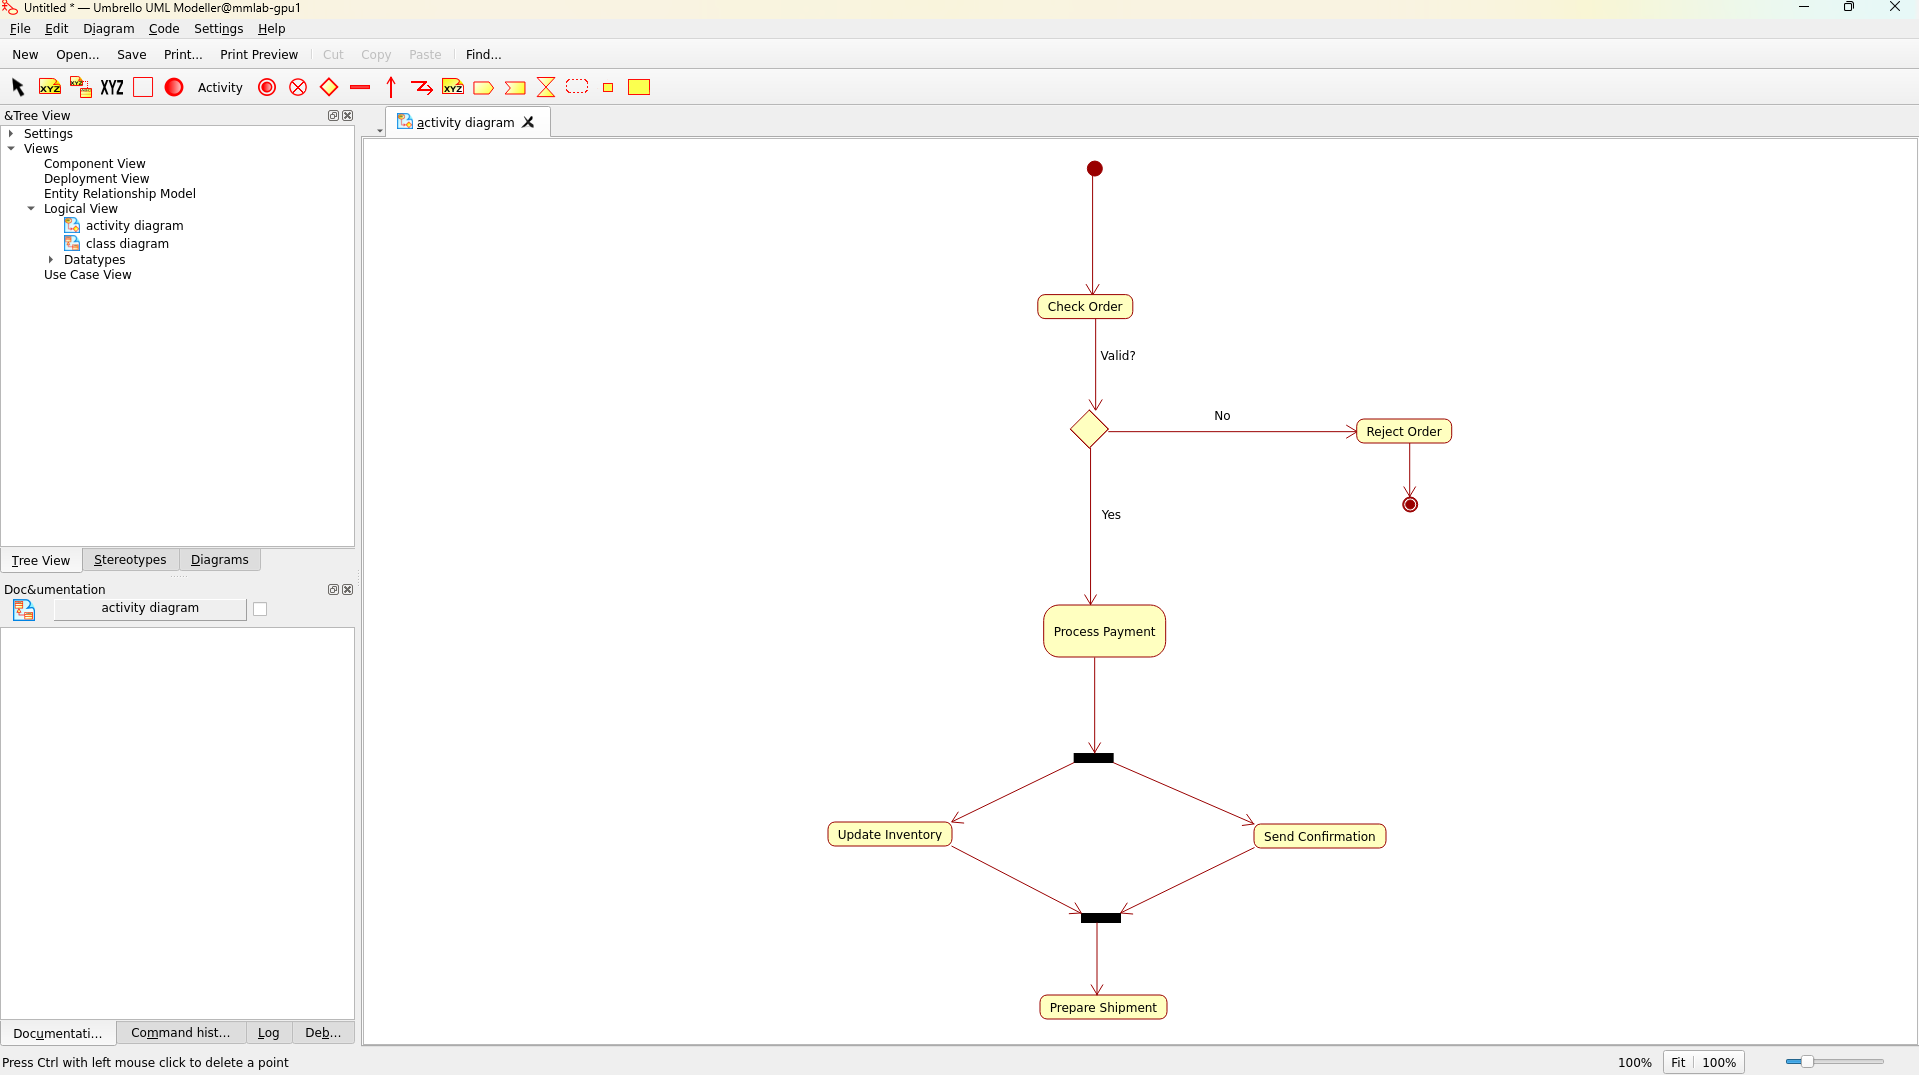 Untitled * — Umbrello UML Modeller@mmlab-gpu1
File Edit Diagram Code Settings Help
New Open... Save Print... Print Preview Cut Copy Paste Find...
XYZ XYZ XYZ Activity XYZ
&Tree View
activity diagram
Settings
Views
Component View
Deployment View
Entity Relationship Model
Logical View
activity diagram
class diagram
Datatypes
Use Case View
Tree View Stereotypes Diagrams
Doc&umentation
activity diagram
Documentati... Command hist... Log Deb...
Check Order
Valid?
No
Reject Order
Yes
Process Payment
Update Inventory
Send Confirmation
Prepare Shipment
Press Ctrl with left mouse click to delete a point
100% Fit 100%